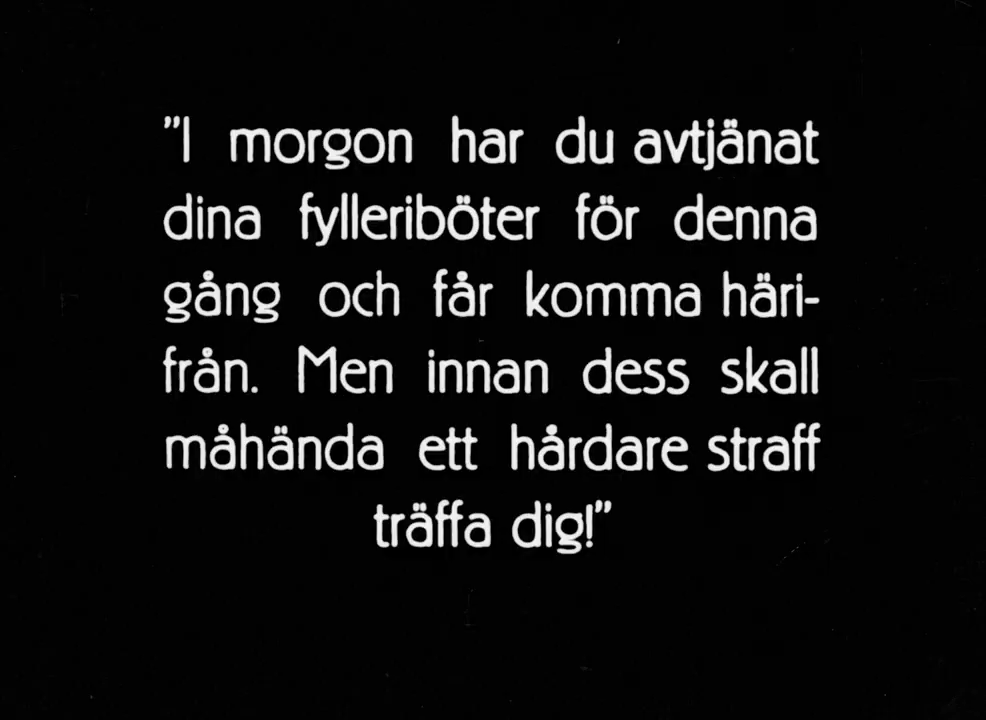 "I morgon har du avtjänat
dina fylleriböter för denna
gång och får komma häri-
från. Men innan dess skall
måhända ett hårdare straff
träffa dig!"